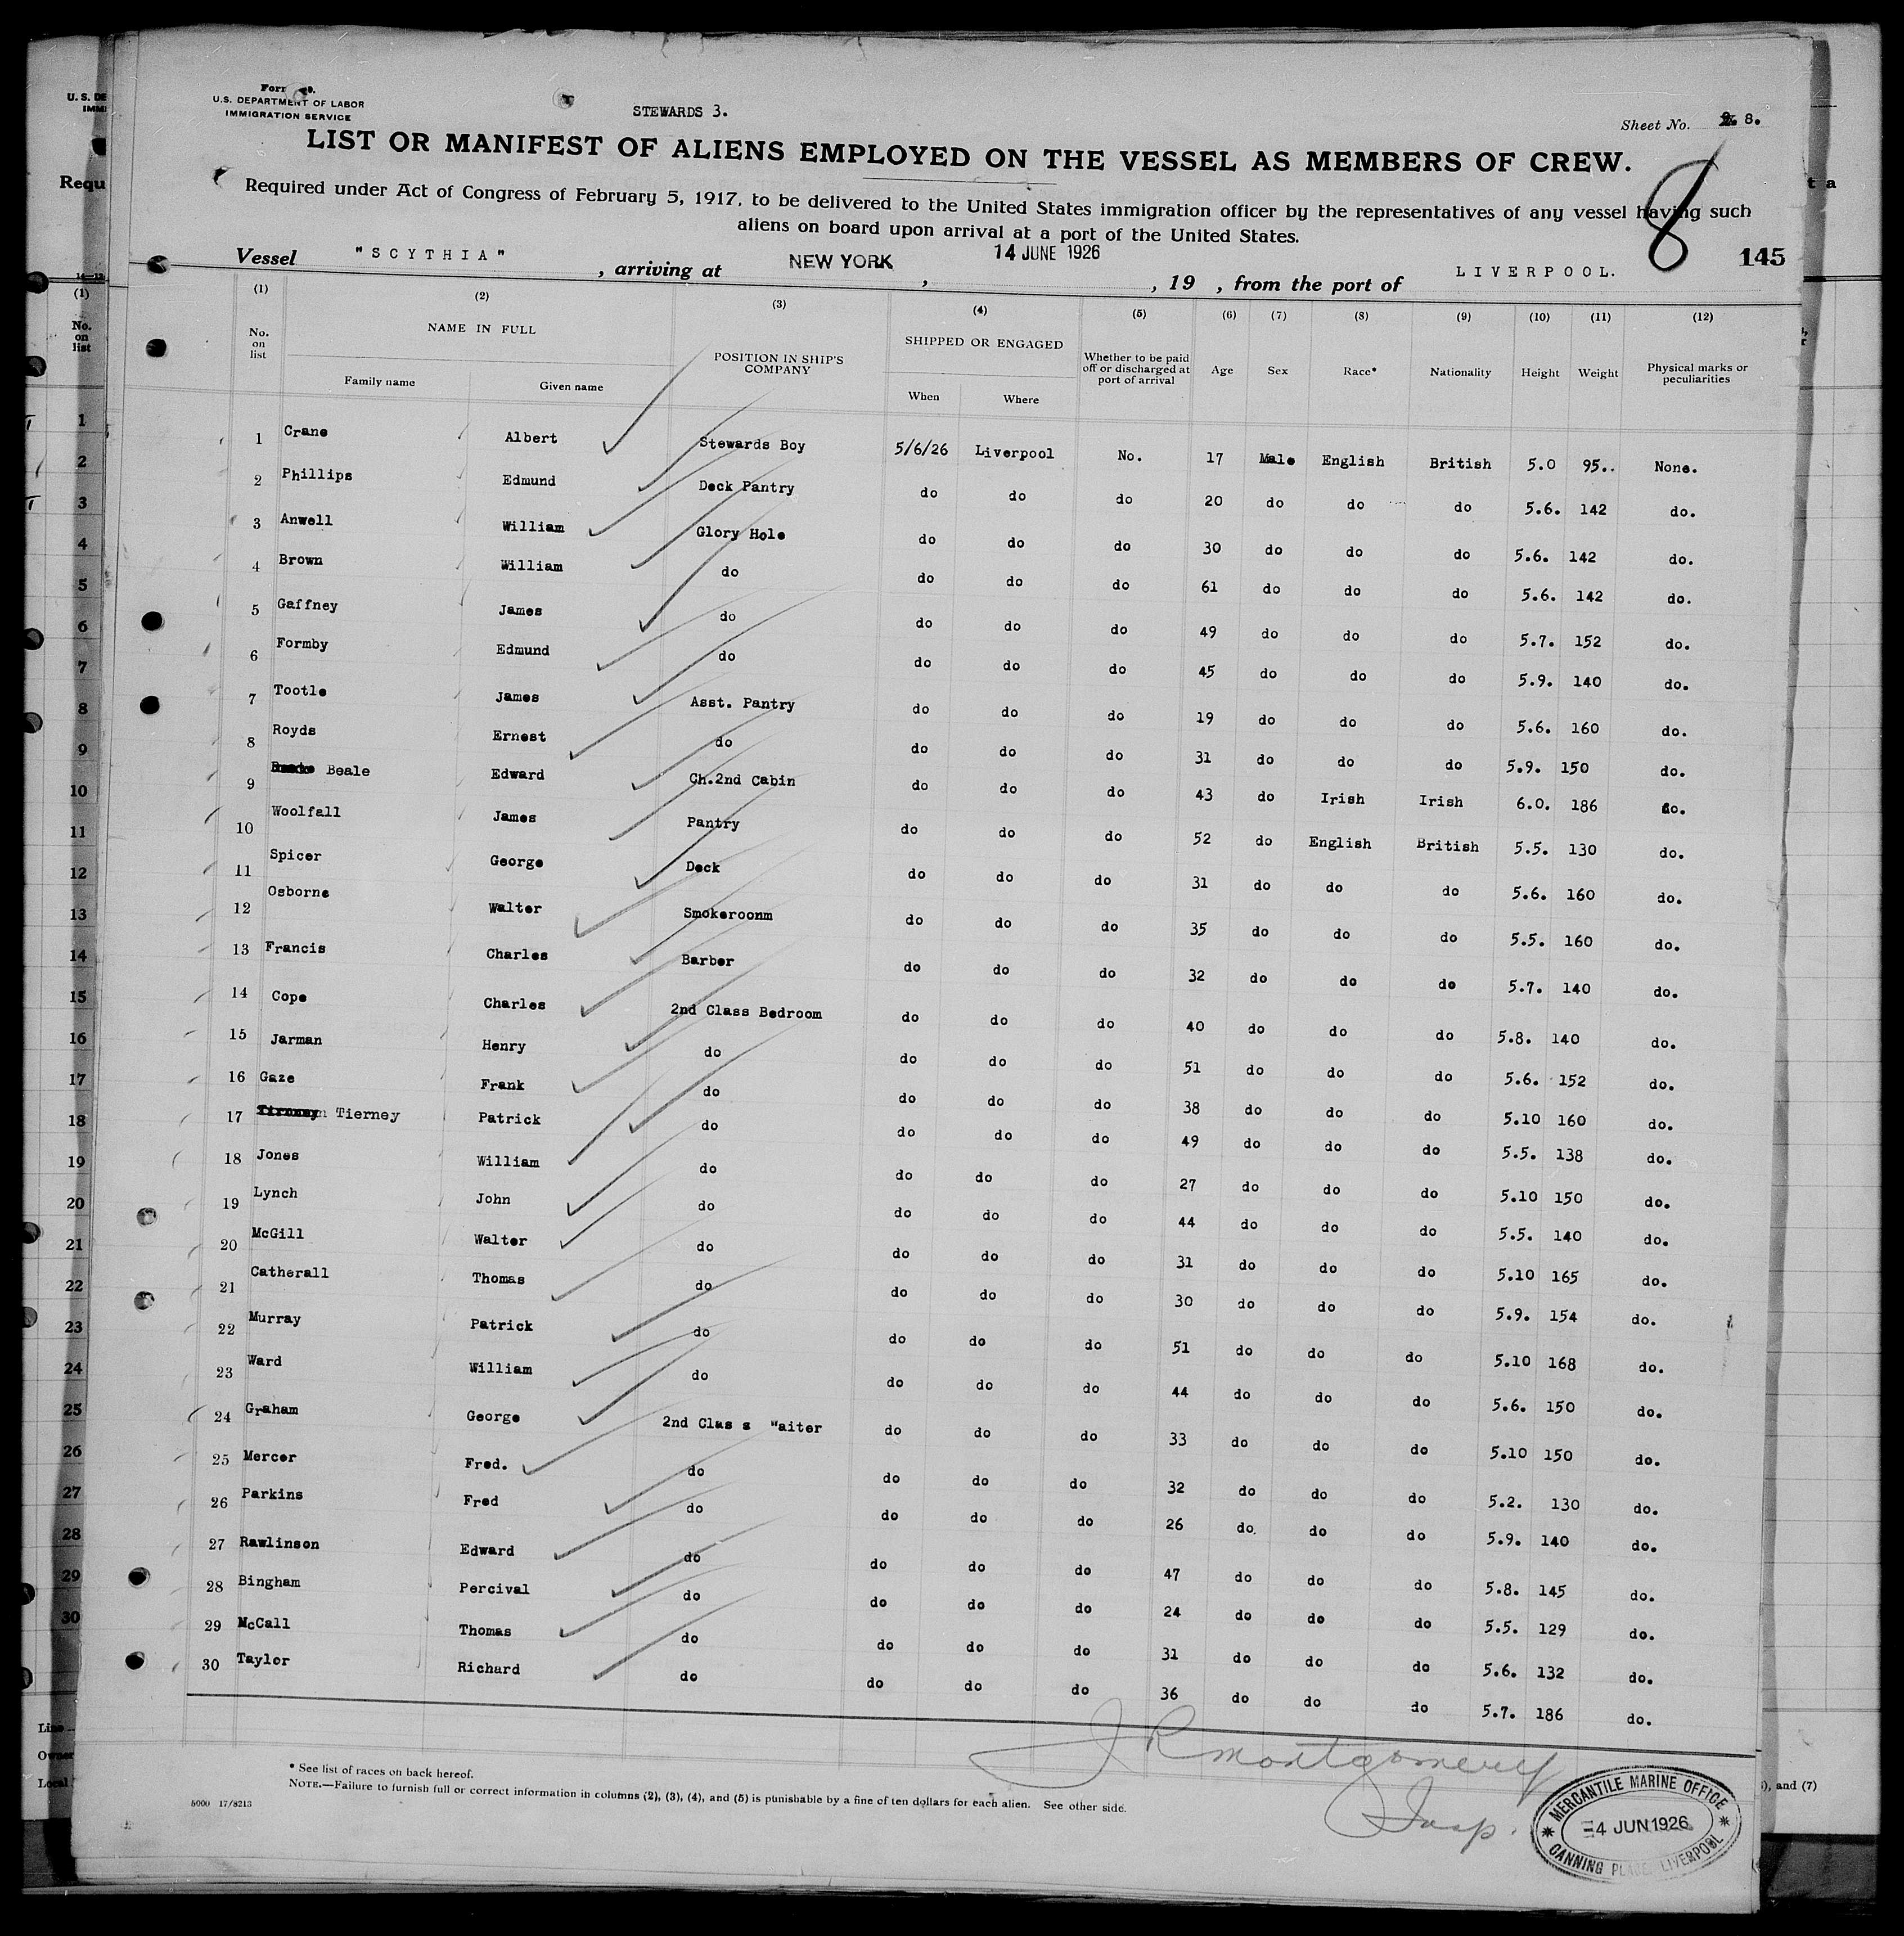 U.S. DEPARTMENT OF LABOR
IMMIGRATION SERVICE
STEWARDS 3.
Sheet No. 8.
LIST OR MANIFEST OF ALIENS EMPLOYED ON THE VESSEL AS MEMBERS OF CREW.
8
Required under Act of Congress of February 5, 1917, to be delivered to the United States immigration officer by the representatives of any vessel having such
aliens on board upon arrival at a port of the United States.
145
Vessel "SCYTHIA", arriving at NEW YORK, 14 JUNE 1926, 19 , from the port of LIVERPOOL.
(1) (2) (3) (4) (5) (6) (7) (8) (9) (10) (11) (12)
No. on list NAME IN FULL Family name Given name POSITION IN SHIP'S COMPANY SHIPPED OR ENGAGED When Where Whether to be paid off or discharged at port of arrival Age Sex Race* Nationality Height Weight Physical marks or peculiarities
1 Crane Albert Stewards Boy 5/6/26 Liverpool No. 17 Male English British 5.0 95.. None.
2 Phillips Edmund Deck Pantry do do do 20 do do do 5.6. 142 do.
3 Anwell William Glory Hole do do do 30 do do do 5.6. 142 do.
4 Brown William do do do do 61 do do do 5.6. 142 do.
5 Gaffney James do do do do 49 do do do 5.7. 152 do.
6 Formby Edmund do do do do 45 do do do 5.9. 140 do.
7 Tootle James Asst. Pantry do do do 19 do do do 5.6. 160 do.
8 Royds Ernest do do do do 31 do do do 5.9. 150 do.
9 Beale Edward Ch.2nd Cabin do do do 43 do Irish Irish 6.0. 186 do.
10 Woolfall James Pantry do do do 52 do English British 5.5. 130 do.
11 Spicer George Deck do do do 31 do do do 5.6. 160 do.
12 Osborne Walter Smokeroonm do do do 35 do do do 5.5. 160 do.
13 Francis Charles Barber do do do 32 do do do 5.7. 140 do.
14 Cope Charles 2nd Class Bedroom do do do 40 do do do 5.8. 140 do.
15 Jarman Henry do do do do 51 do do do 5.6. 152 do.
16 Gaze Frank do do do do 38 do do do 5.10 160 do.
17 Tierney Patrick do do do do 49 do do do 5.5. 138 do.
18 Jones William do do do do 27 do do do 5.10 150 do.
19 Lynch John do do do do 44 do do do 5.5. 140 do.
20 McGill Walter do do do do 31 do do do 5.10 165 do.
21 Catherall Thomas do do do do 30 do do do 5.9. 154 do.
22 Murray Patrick do do do do 51 do do do 5.10 168 do.
23 Ward William do do do do 44 do do do 5.6. 150 do.
24 Graham George 2nd Clas s "aiter do do do 33 do do do 5.10 150 do.
25 Mercer Fred. do do do do 32 do do do 5.2. 130 do.
26 Parkins Fred do do do do 26 do. do do 5.9. 140 do.
27 Rawlinson Edward do do do do 47 do do do 5.8. 145 do.
28 Bingham Percival do do do do 24 do do do 5.5. 129 do.
29 McCall Thomas do do do do 31 do do do 5.6. 132 do.
30 Taylor Richard do do do do 36 do do do 5.7. 186 do.
J R Montgomery
Insp.
* See list of races on back hereof.
NOTE.—Failure to furnish full or correct information in columns (2), (3), (4), and (5) is punishable by a fine of ten dollars for each alien. See other side.
5000 17/8213
MERCANTILE MARINE OFFICE
-4 JUN 1926
CANNING PLACE LIVERPOOL